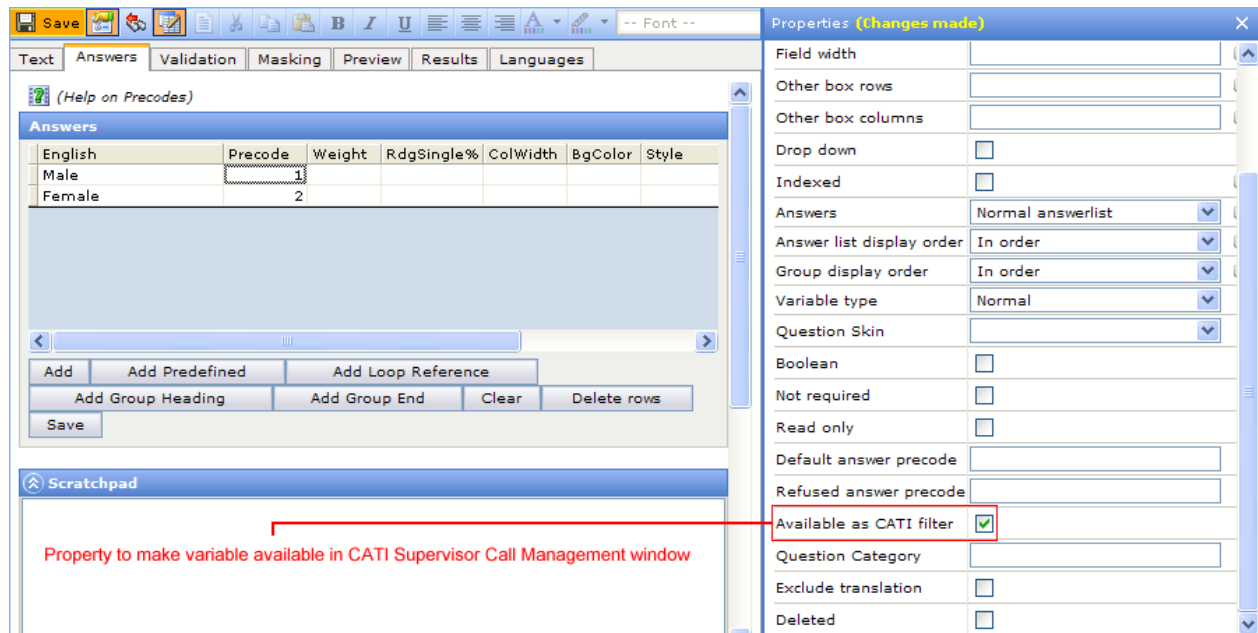 Save B I U A -- Font --
Text Answers Validation Masking Preview Results Languages
(Help on Precodes)
Answers
English Precode Weight RdgSingle% ColWidth BgColor Style
Male 1
Female 2
Add Add Predefined Add Loop Reference
Add Group Heading Add Group End Clear Delete rows
Save
Scratchpad
Property to make variable available in CATI Supervisor Call Management window
Properties (Changes made)
Field width
Other box rows
Other box columns
Drop down
Indexed
Answers Normal answerlist
Answer list display order In order
Group display order In order
Variable type Normal
Question Skin
Boolean
Not required
Read only
Default answer precode
Refused answer precode
Available as CATI filter
Question Category
Exclude translation
Deleted